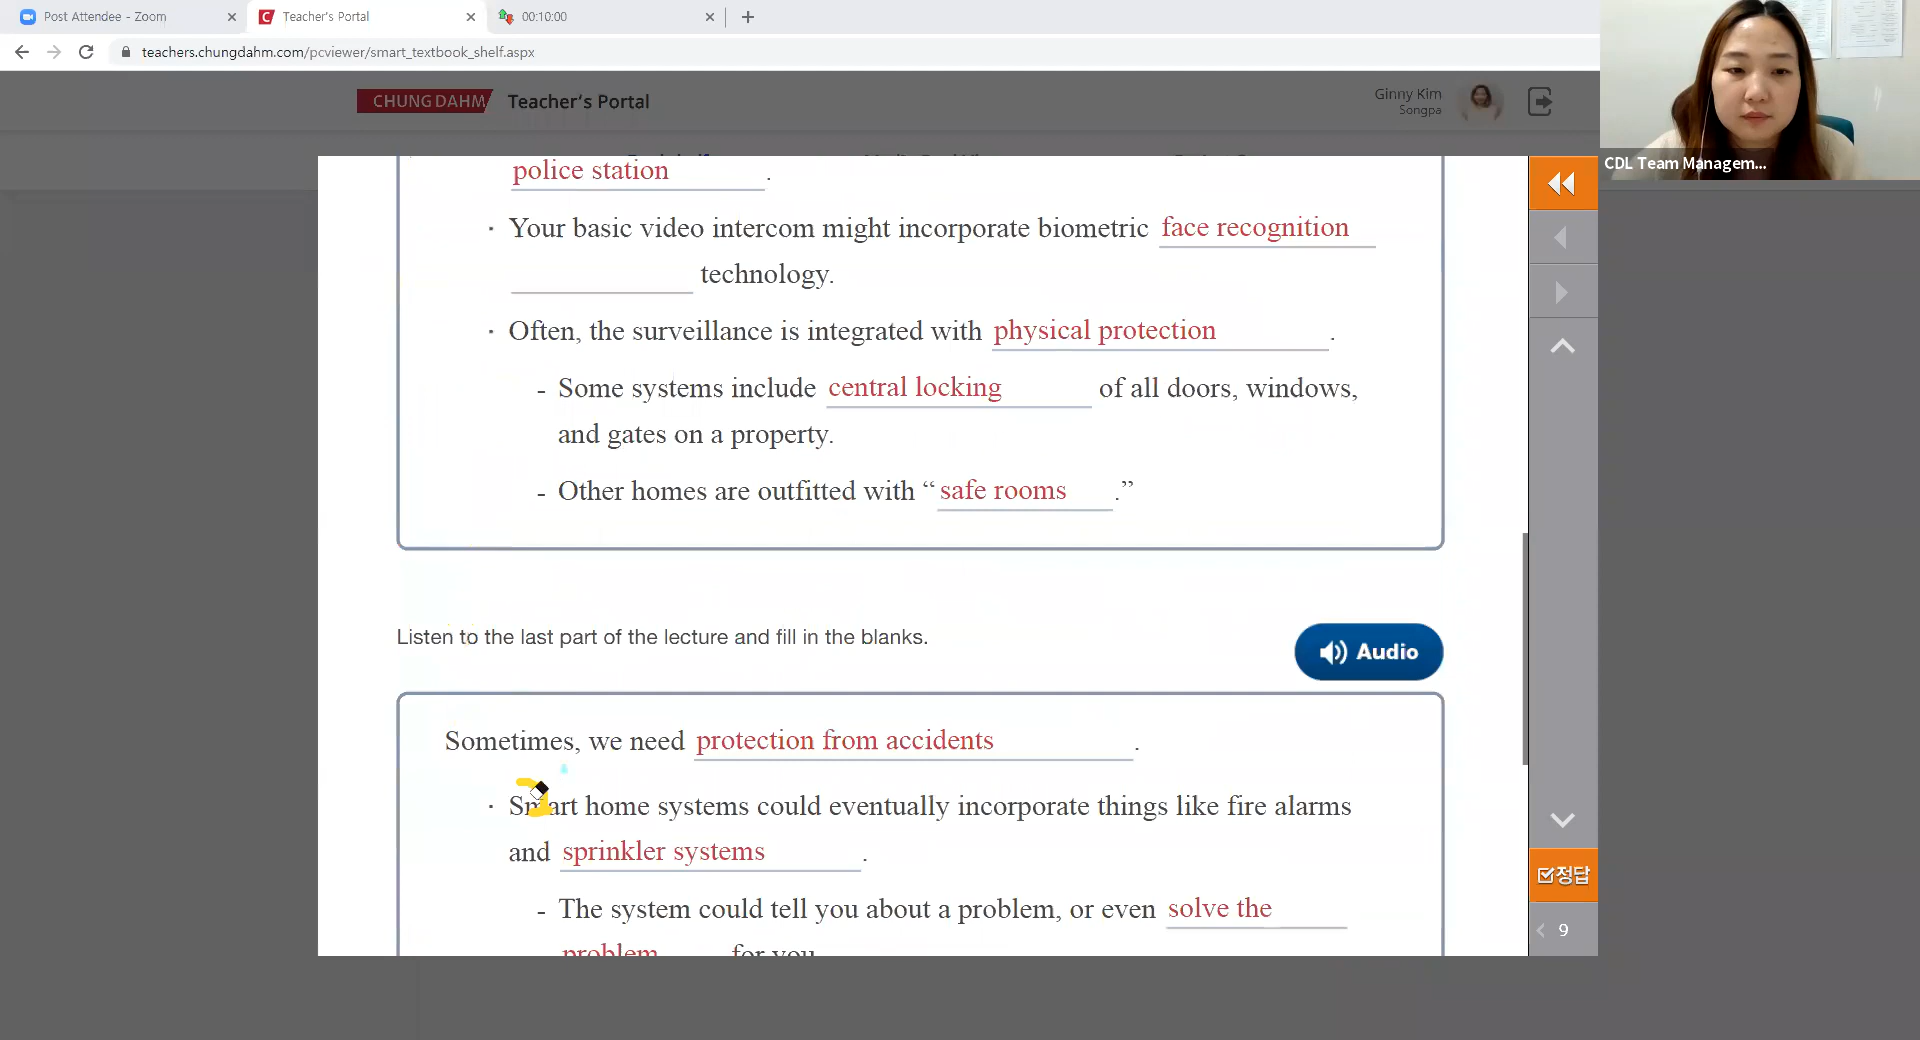 Post Attendee - Zoom
Teacher's Portal
00:10:00
teachers.chungdahm.com/pcviewer/smart_textbook_shelf.aspx
CHUNGDAHM Teacher's Portal
Ginny Kim
Songpa
CDL Team Managem...
police station .
· Your basic video intercom might incorporate biometric face recognition
technology.
· Often, the surveillance is integrated with physical protection .
- Some systems include central locking of all doors, windows,
and gates on a property.
- Other homes are outfitted with “safe rooms .”
Listen to the last part of the lecture and fill in the blanks.
Audio
Sometimes, we need protection from accidents .
· Smart home systems could eventually incorporate things like fire alarms
and sprinkler systems .
- The system could tell you about a problem, or even solve the
problem for you
정답
9